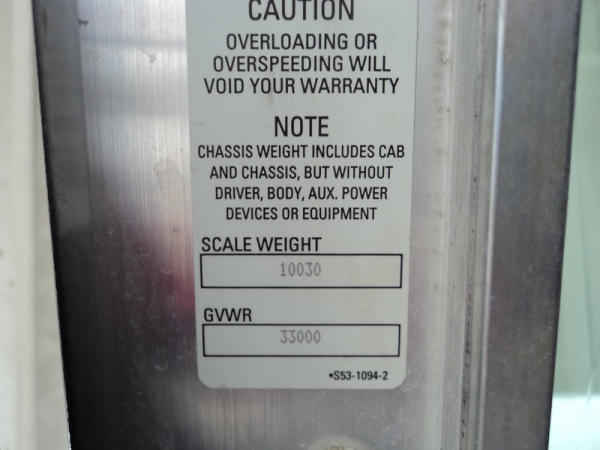 CAUTION
OVERLOADING OR
OVERSPEEDING WILL
VOID YOUR WARRANTY
NOTE
CHASSIS WEIGHT INCLUDES CAB
AND CHASSIS, BUT WITHOUT
DRIVER, BODY, AUX. POWER
DEVICES OR EQUIPMENT
SCALE WEIGHT
10030
GVWR
33000
•S53-1094-2